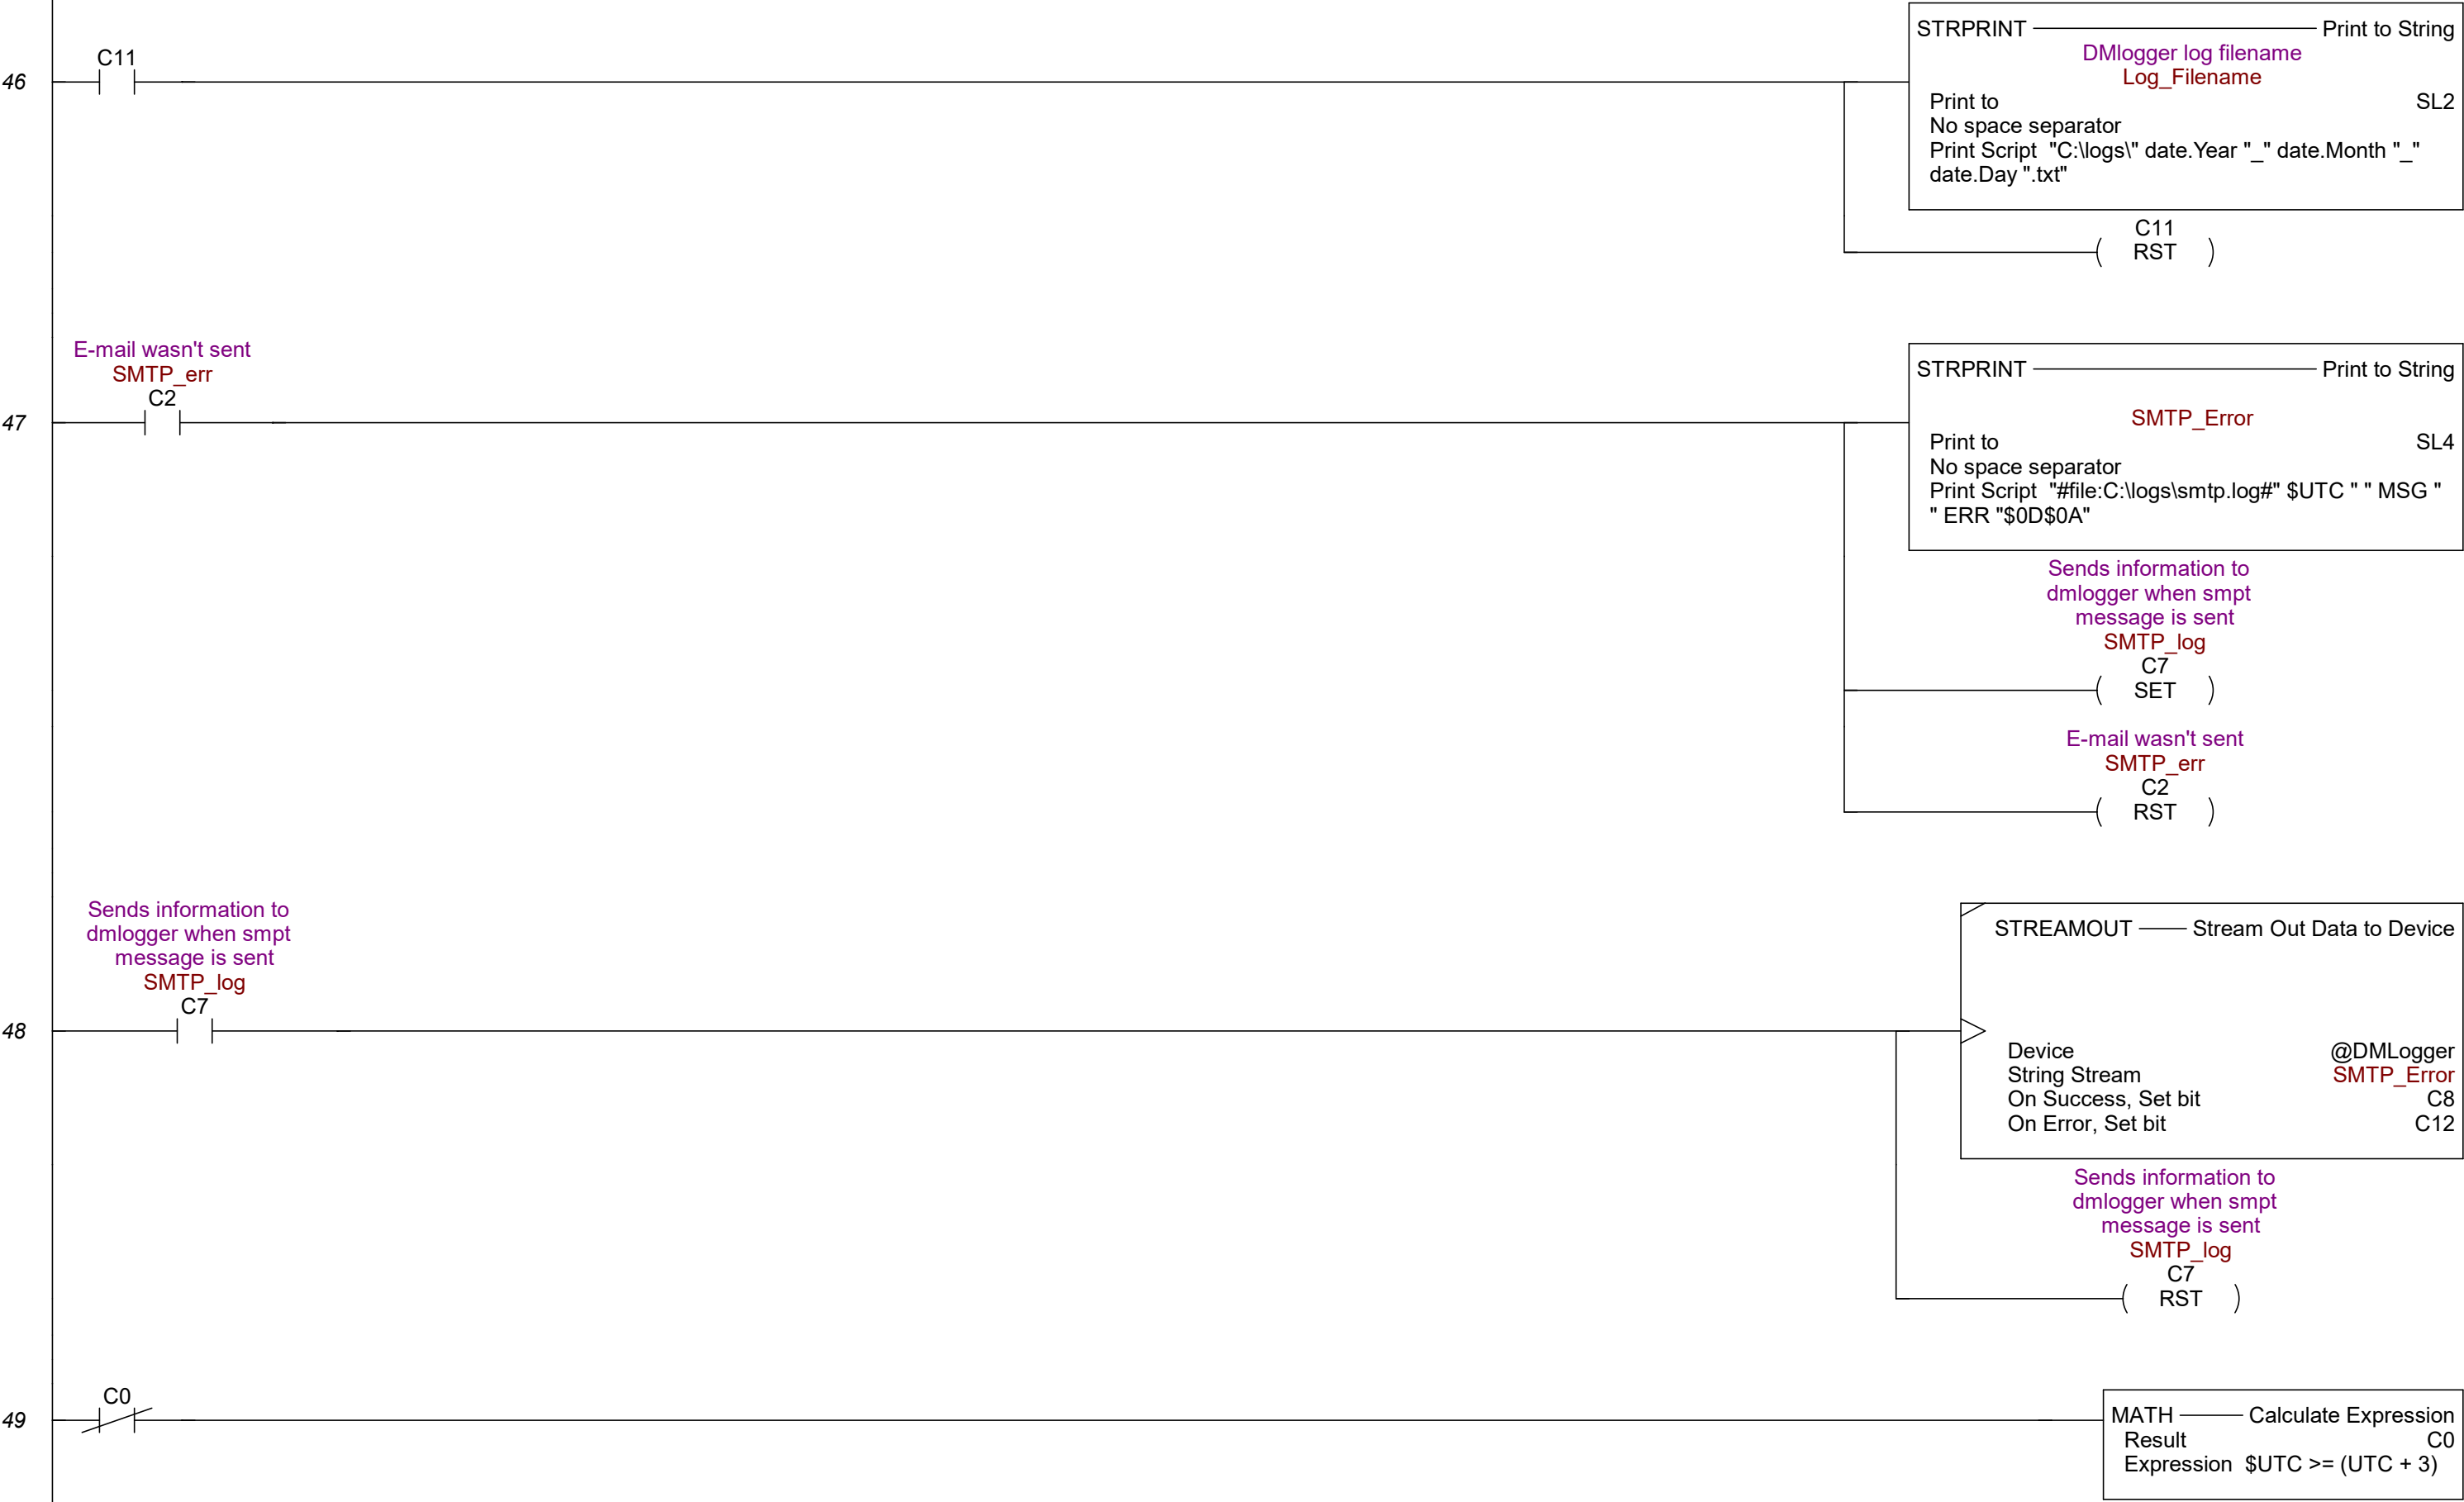 46
C11
STRPRINT Print to String
DMlogger log filename
Log_Filename
Print to SL2
No space separator
Print Script "C:\logs\" date.Year "_" date.Month "_"
date.Day ".txt"
C11
RST
47
E-mail wasn't sent
SMTP_err
C2
STRPRINT Print to String
SMTP_Error
Print to SL4
No space separator
Print Script "#file:C:\logs\smtp.log#" $UTC " " MSG "
" ERR "$0D$0A"
Sends information to
dmlogger when smpt
message is sent
SMTP_log
C7
SET
E-mail wasn't sent
SMTP_err
C2
RST
48
Sends information to
dmlogger when smpt
message is sent
SMTP_log
C7
STREAMOUT Stream Out Data to Device
Device @DMLogger
String Stream SMTP_Error
On Success, Set bit C8
On Error, Set bit C12
Sends information to
dmlogger when smpt
message is sent
SMTP_log
C7
RST
49
C0
MATH Calculate Expression
Result C0
Expression $UTC >= (UTC + 3)